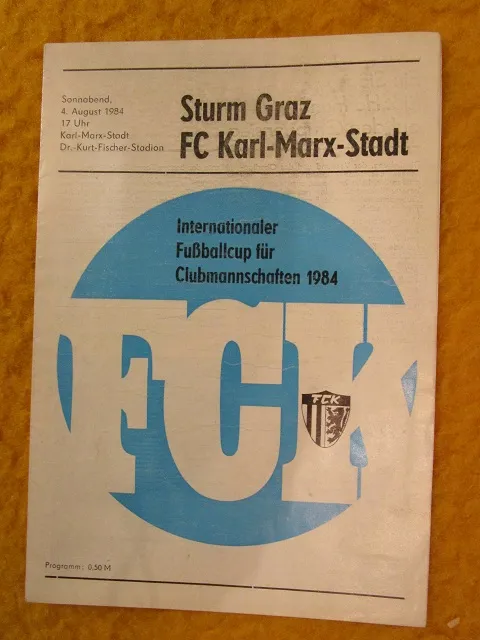 Sonnabend,
4. August 1984
17 Uhr
Karl-Marx-Stadt
Dr.-Kurt-Fischer-Stadion
Sturm Graz
FC Karl-Marx-Stadt
Internationaler
Fußballcup für
Clubmannschaften 1984
FCK
FCK
Programm: 0,50 M